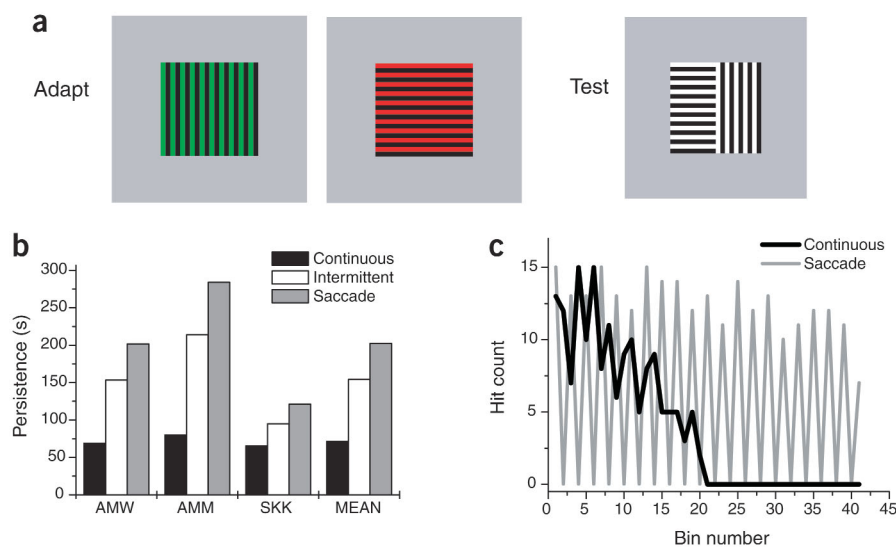 a
Adapt
Test
b
Continuous
Intermittent
Saccade
Persistence (s)
300
250
200
150
100
50
0
AMW AMM SKK MEAN
c
Continuous
Saccade
Hit count
15
10
5
0
0 5 10 15 20 25 30 35 40 45
Bin number